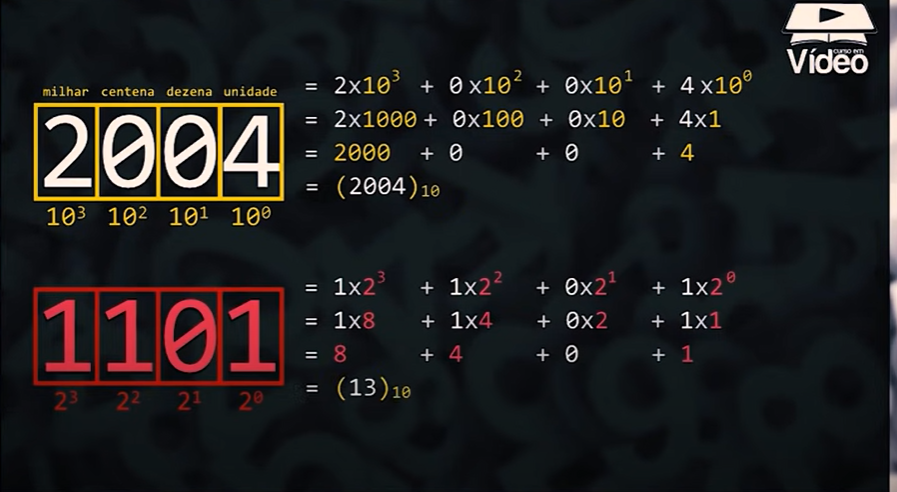 curso em
Vídeo
milhar centena dezena unidade
2004
10³ 10² 10¹ 10⁰
= 2x10³ + 0x10² + 0x10¹ + 4x10⁰
= 2x1000 + 0x100 + 0x10 + 4x1
= 2000 + 0 + 0 + 4
= (2004)₁₀
1101
2³ 2² 2¹ 2⁰
= 1x2³ + 1x2² + 0x2¹ + 1x2⁰
= 1x8 + 1x4 + 0x2 + 1x1
= 8 + 4 + 0 + 1
= (13)₁₀